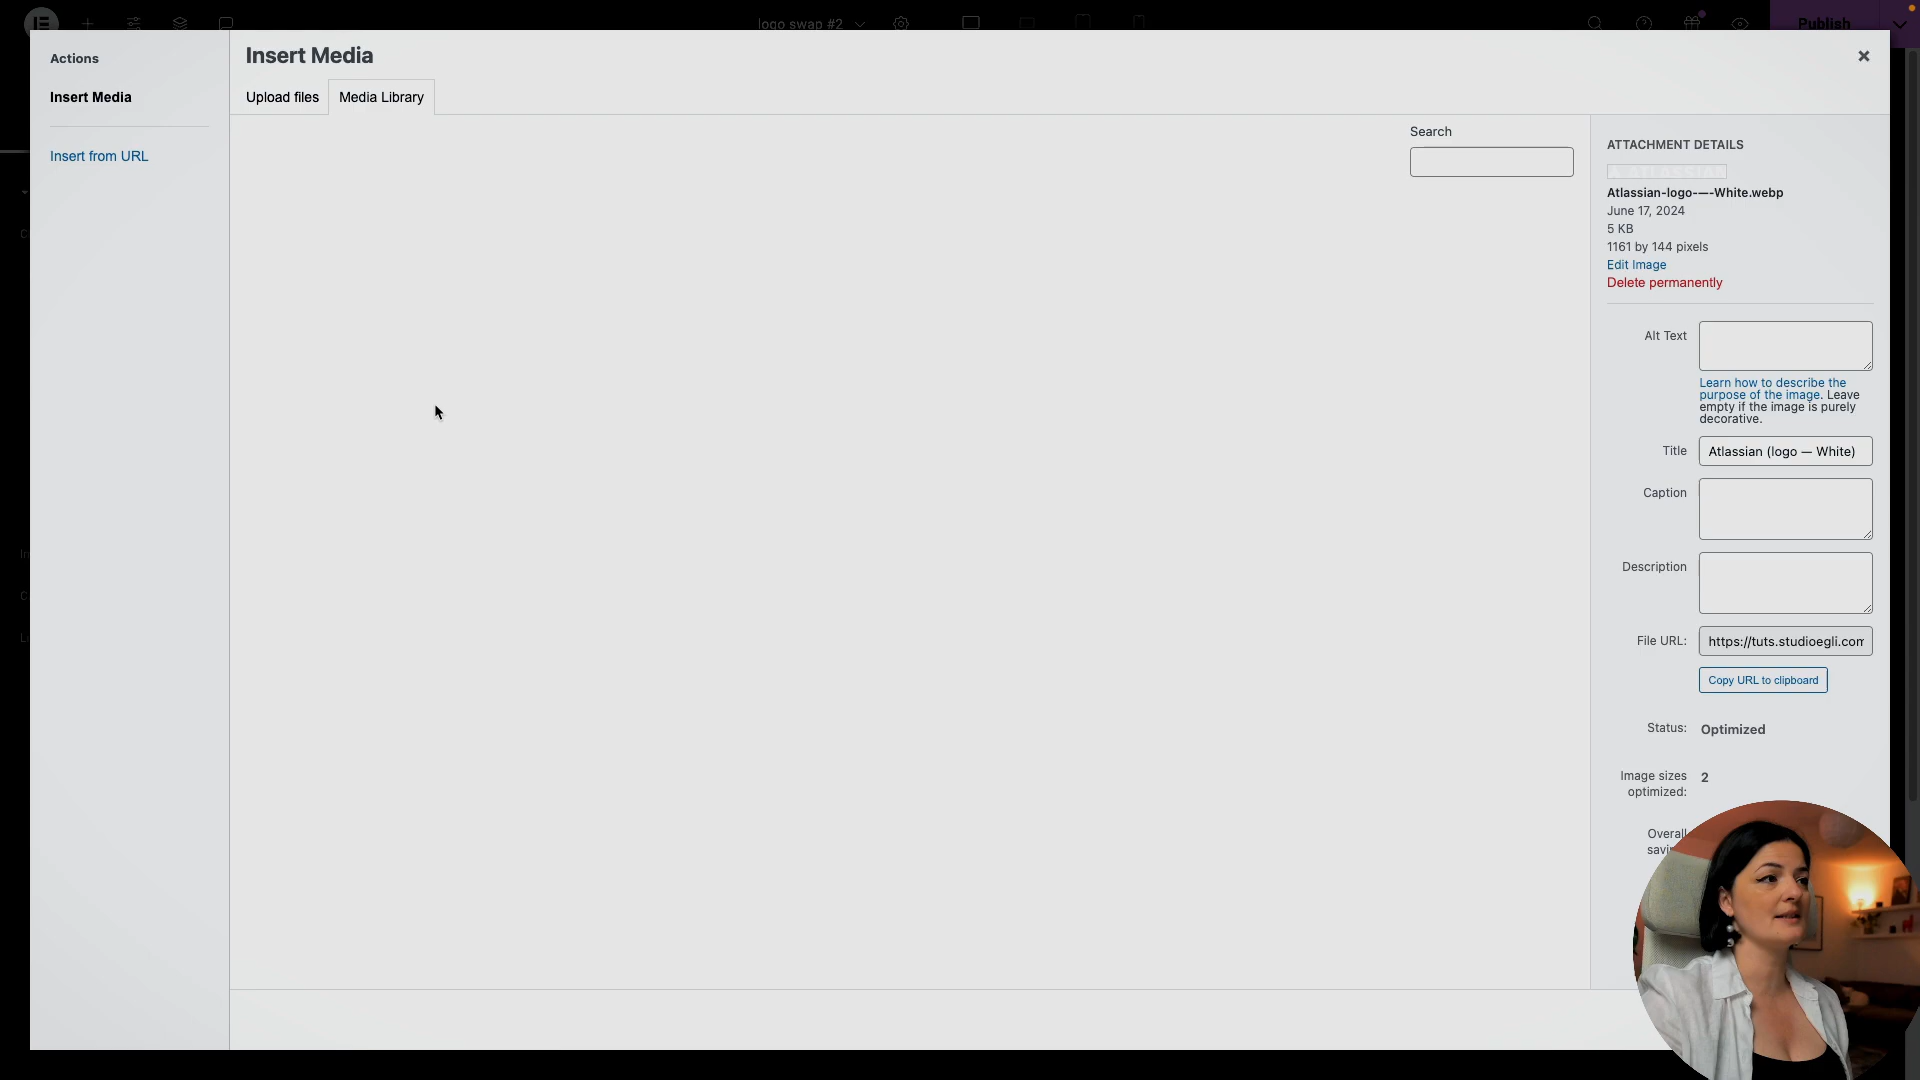 logo swap #2
Publish
Actions
Insert Media
Insert from URL
Insert Media
Upload files
Media Library
Search
ATTACHMENT DETAILS
ATLASSIAN
Atlassian-logo-—-White.webp
June 17, 2024
5 KB
1161 by 144 pixels
Edit Image
Delete permanently
Alt Text
Learn how to describe the
purpose of the image. Leave
empty if the image is purely
decorative.
Title
Atlassian (logo — White)
Caption
Description
File URL:
https://tuts.studioegli.com
Copy URL to clipboard
Status:
Optimized
Image sizes
optimized:
2
Overall